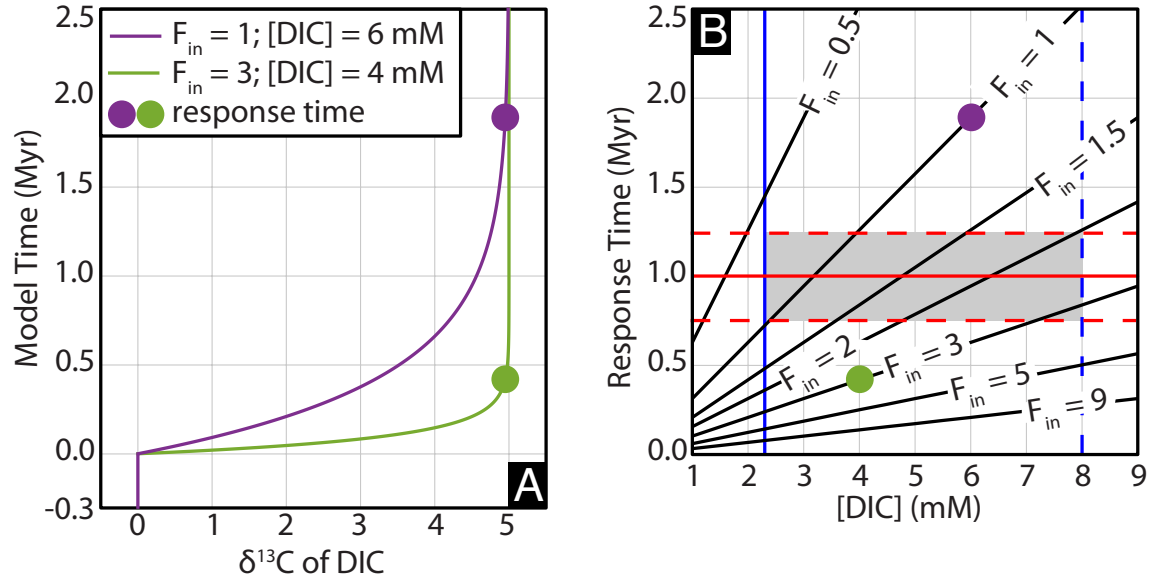 2.5
2.0
1.5
1.0
0.5
0.0
-0.3
Model Time (Myr)
F_in = 1; [DIC] = 6 mM
F_in = 3; [DIC] = 4 mM
response time
A
0 1 2 3 4 5
δ¹³C of DIC
B
2.5
2.0
1.5
1.0
0.5
0.0
Response Time (Myr)
F_in = 0.5
F_in = 1
F_in = 1.5
F_in = 2
F_in = 3
F_in = 5
F_in = 9
1 2 3 4 5 6 7 8 9
[DIC] (mM)